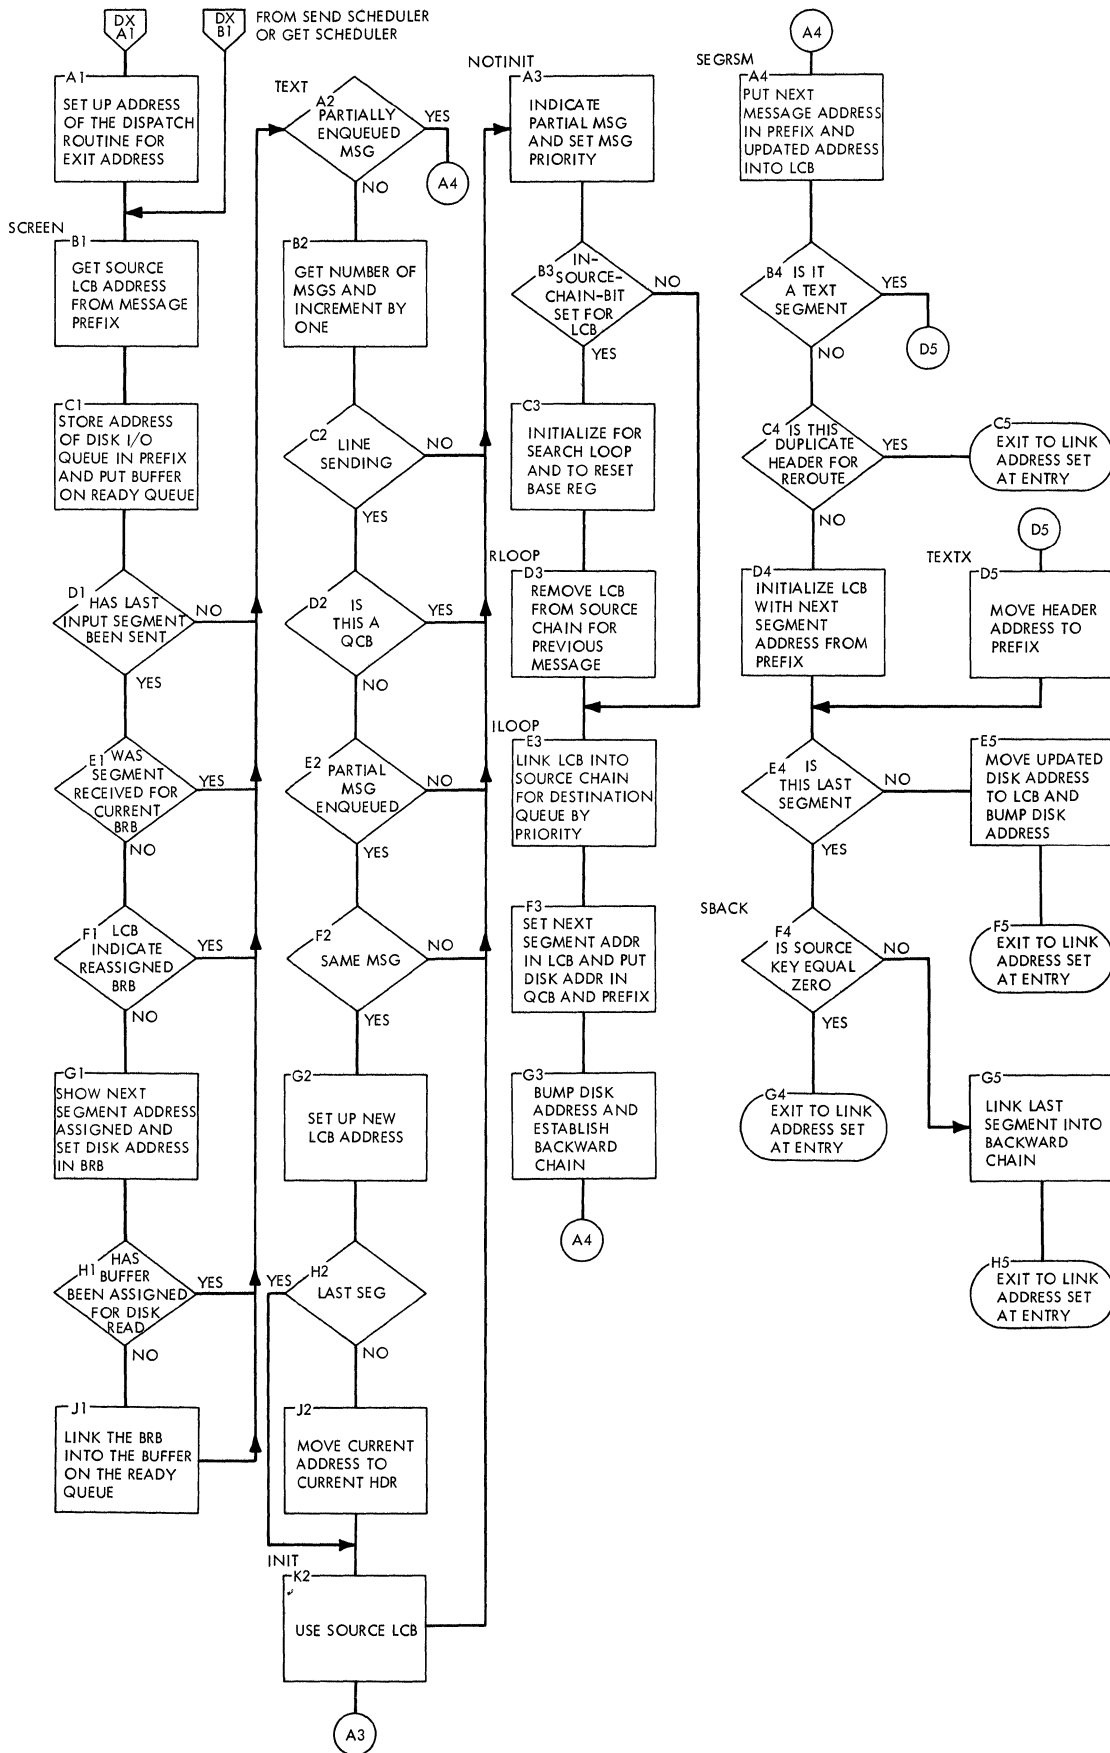 DX
A1
DX
B1
FROM SEND SCHEDULER
OR GET SCHEDULER
A1
SET UP ADDRESS
OF THE DISPATCH
ROUTINE FOR
EXIT ADDRESS
SCREEN
B1
GET SOURCE
LCB ADDRESS
FROM MESSAGE
PREFIX
C1
STORE ADDRESS
OF DISK I/O
QUEUE IN PREFIX
AND PUT BUFFER
ON READY QUEUE
D1
HAS LAST
INPUT SEGMENT
BEEN SENT
NO
YES
E1
WAS
SEGMENT
RECEIVED FOR
CURRENT
BRB
YES
NO
F1
LCB
INDICATE
REASSIGNED
BRB
YES
NO
G1
SHOW NEXT
SEGMENT ADDRESS
ASSIGNED AND
SET DISK ADDRESS
IN BRB
H1
HAS
BUFFER
BEEN ASSIGNED
FOR DISK
READ
YES
NO
J1
LINK THE BRB
INTO THE BUFFER
ON THE READY
QUEUE
TEXT
A2
PARTIALLY
ENQUEUED
MSG
YES
A4
NO
B2
GET NUMBER OF
MSGS AND
INCREMENT BY
ONE
C2
LINE
SENDING
NO
YES
D2
IS
THIS A
QCB
YES
NO
E2
PARTIAL
MSG
ENQUEUED
NO
YES
F2
SAME MSG
NO
YES
G2
SET UP NEW
LCB ADDRESS
H2
LAST SEG
YES
NO
J2
MOVE CURRENT
ADDRESS TO
CURRENT HDR
INIT
K2
USE SOURCE LCB
A3
NOTINIT
A3
INDICATE
PARTIAL MSG
AND SET MSG
PRIORITY
B3
IN-
SOURCE-
CHAIN-BIT
SET FOR
LCB
NO
YES
C3
INITIALIZE FOR
SEARCH LOOP
AND TO RESET
BASE REG
RLOOP
D3
REMOVE LCB
FROM SOURCE
CHAIN FOR
PREVIOUS
MESSAGE
ILOOP
E3
LINK LCB INTO
SOURCE CHAIN
FOR DESTINATION
QUEUE BY
PRIORITY
F3
SET NEXT
SEGMENT ADDR
IN LCB AND PUT
DISK ADDR IN
QCB AND PREFIX
G3
BUMP DISK
ADDRESS AND
ESTABLISH
BACKWARD
CHAIN
A4
A4
SEGRSM
A4
PUT NEXT
MESSAGE ADDRESS
IN PREFIX AND
UPDATED ADDRESS
INTO LCB
B4
IS IT
A TEXT
SEGMENT
YES
D5
NO
C4
IS THIS
DUPLICATE
HEADER FOR
REROUTE
YES
NO
C5
EXIT TO LINK
ADDRESS SET
AT ENTRY
D4
INITIALIZE LCB
WITH NEXT
SEGMENT
ADDRESS FROM
PREFIX
D5
TEXTX
D5
MOVE HEADER
ADDRESS TO
PREFIX
E4
IS
THIS LAST
SEGMENT
NO
YES
E5
MOVE UPDATED
DISK ADDRESS
TO LCB AND
BUMP DISK
ADDRESS
F5
EXIT TO LINK
ADDRESS SET
AT ENTRY
SBACK
F4
IS SOURCE
KEY EQUAL
ZERO
NO
YES
G4
EXIT TO LINK
ADDRESS SET
AT ENTRY
G5
LINK LAST
SEGMENT INTO
BACKWARD
CHAIN
H5
EXIT TO LINK
ADDRESS SET
AT ENTRY